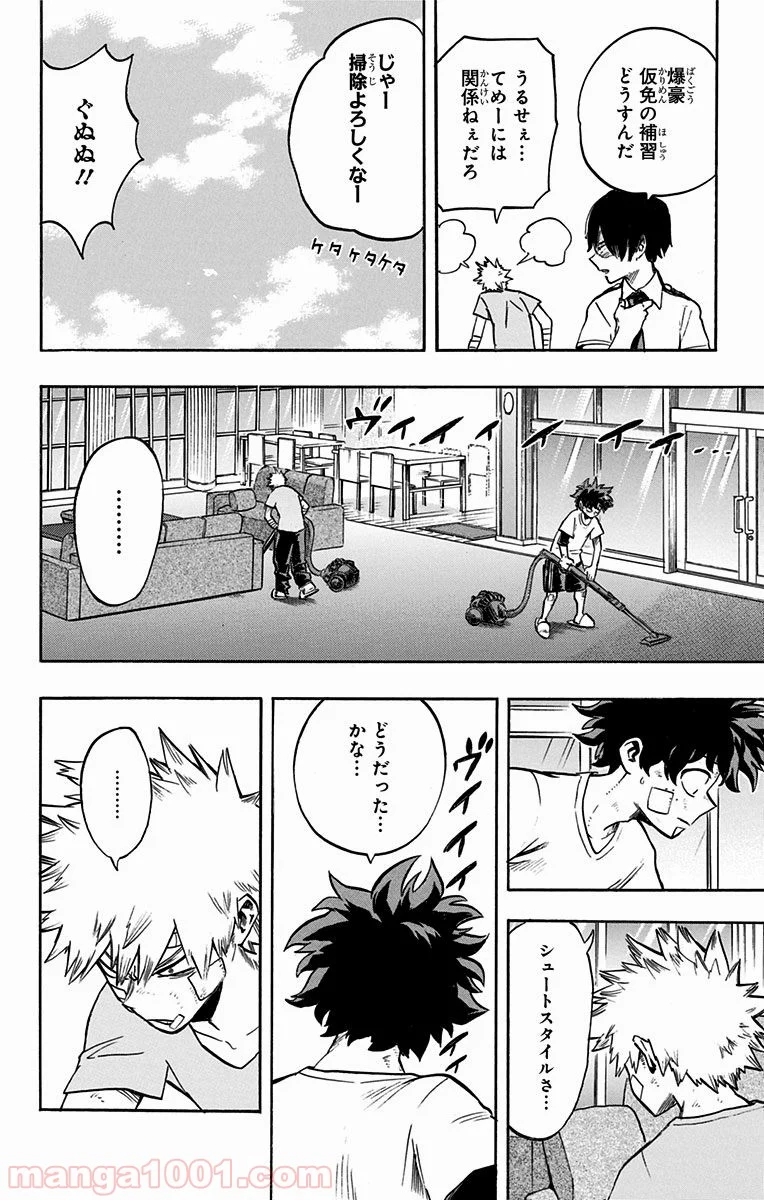 爆豪
仮免の補習
どうすんだ
うるせぇ…
てめーには
関係ねぇだろ
じゃー
掃除よろしくなー
ケタケタケタ
ぐぬぬ!!
ヴィイイィィ…
…………
シュートスタイルさ…
ヴィイイイ…
どうだった…
かな…
………
manga1001.com